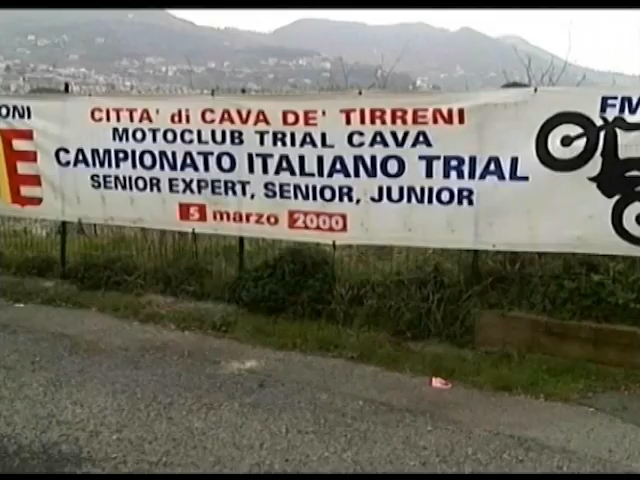 ONI
CITTA' di CAVA DE' TIRRENI
MOTOCLUB TRIAL CAVA
CAMPIONATO ITALIANO TRIAL
SENIOR EXPERT, SENIOR, JUNIOR
5 marzo 2000
FM